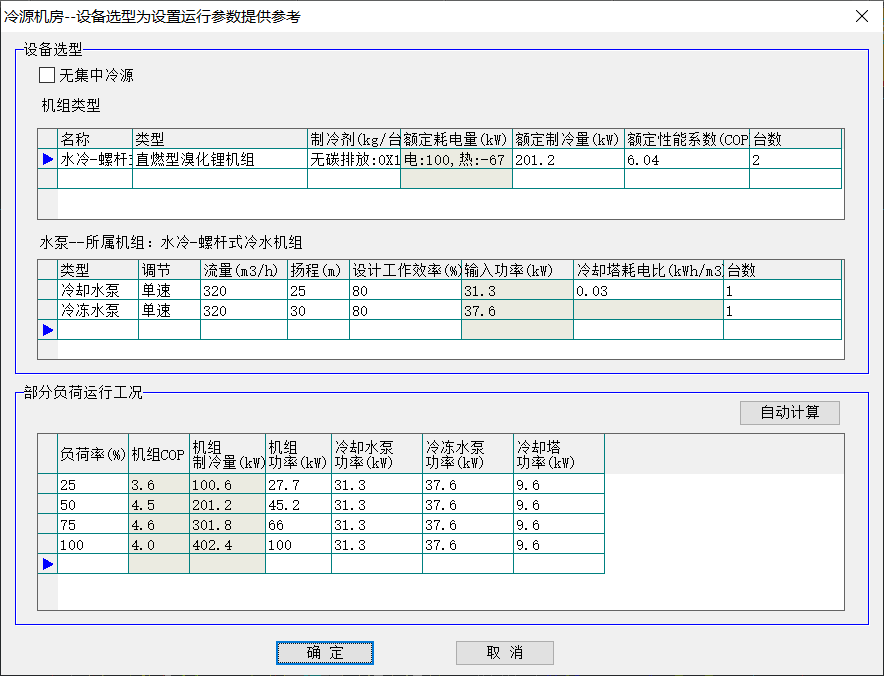 冷源机房--设备选型为设置运行参数提供参考
设备选型
无集中冷源
机组类型
名称 类型 制冷剂(kg/台 额定耗电量(kW) 额定制冷量(kW) 额定性能系数(COP 台数
水冷-螺杆 直燃型溴化锂机组 无碳排放:0X1 电:100,热:-67 201.2 6.04 2
水泵--所属机组: 水冷-螺杆式冷水机组
类型 调节 流量(m3/h) 扬程(m) 设计工作效率(%) 输入功率(kW) 冷却塔耗电比(kWh/m3 台数
冷却水泵 单速 320 25 80 31.3 0.03 1
冷冻水泵 单速 320 30 80 37.6 1
部分负荷运行工况
自动计算
负荷率(%) 机组COP 机组制冷量(kW) 机组功率(kW) 冷却水泵功率(kW) 冷冻水泵功率(kW) 冷却塔功率(kW)
25 3.6 100.6 27.7 31.3 37.6 9.6
50 4.5 201.2 45.2 31.3 37.6 9.6
75 4.6 301.8 66 31.3 37.6 9.6
100 4.0 402.4 100 31.3 37.6 9.6
确 定 取 消